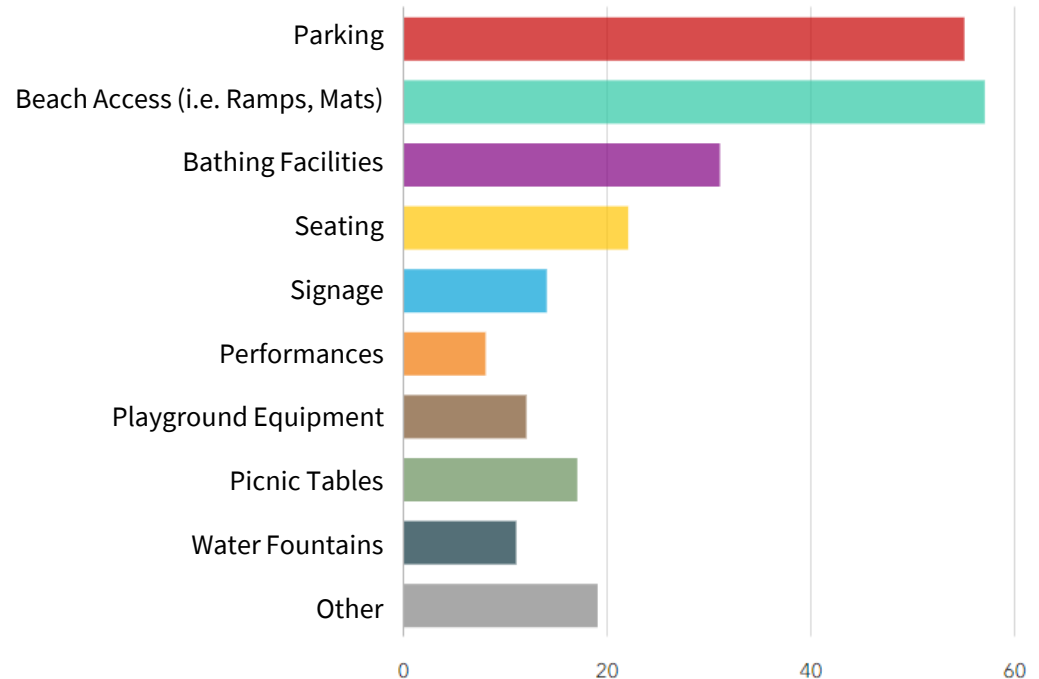 Parking
Beach Access (i.e. Ramps, Mats)
Bathing Facilities
Seating
Signage
Performances
Playground Equipment
Picnic Tables
Water Fountains
Other
0 20 40 60